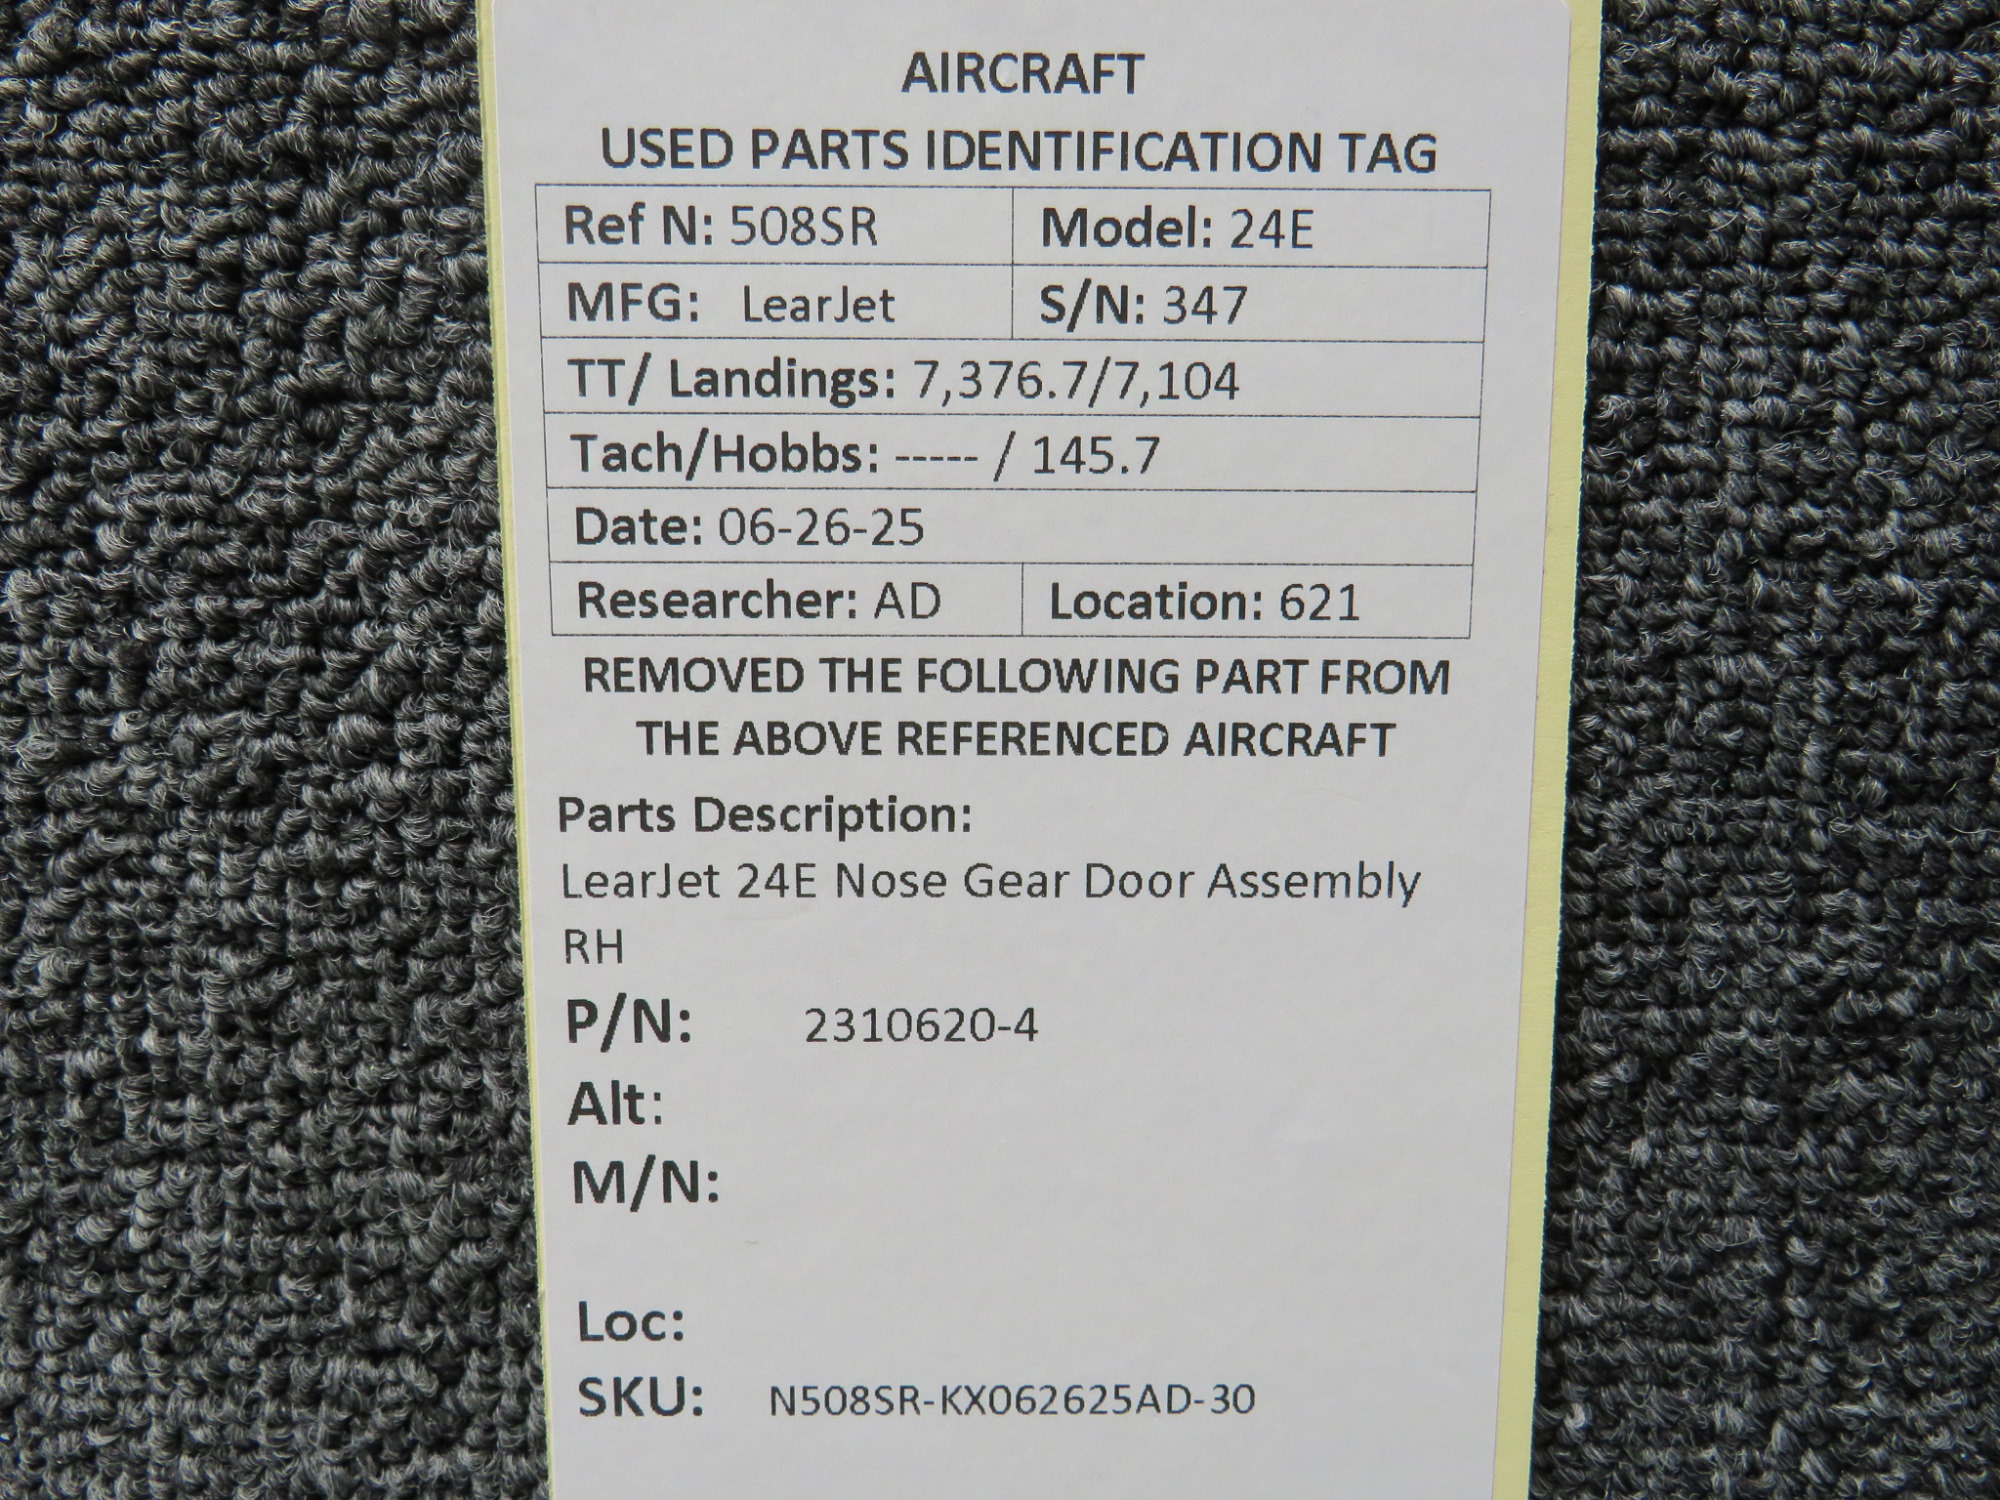 AIRCRAFT
USED PARTS IDENTIFICATION TAG
Ref N: 508SR Model: 24E
MFG: LearJet S/N: 347
TT/ Landings: 7,376.7/7,104
Tach/Hobbs: ----- / 145.7
Date: 06-26-25
Researcher: AD Location: 621
REMOVED THE FOLLOWING PART FROM
THE ABOVE REFERENCED AIRCRAFT
Parts Description:
LearJet 24E Nose Gear Door Assembly
RH
P/N: 2310620-4
Alt:
M/N:
Loc:
SKU: N508SR-KX062625AD-30